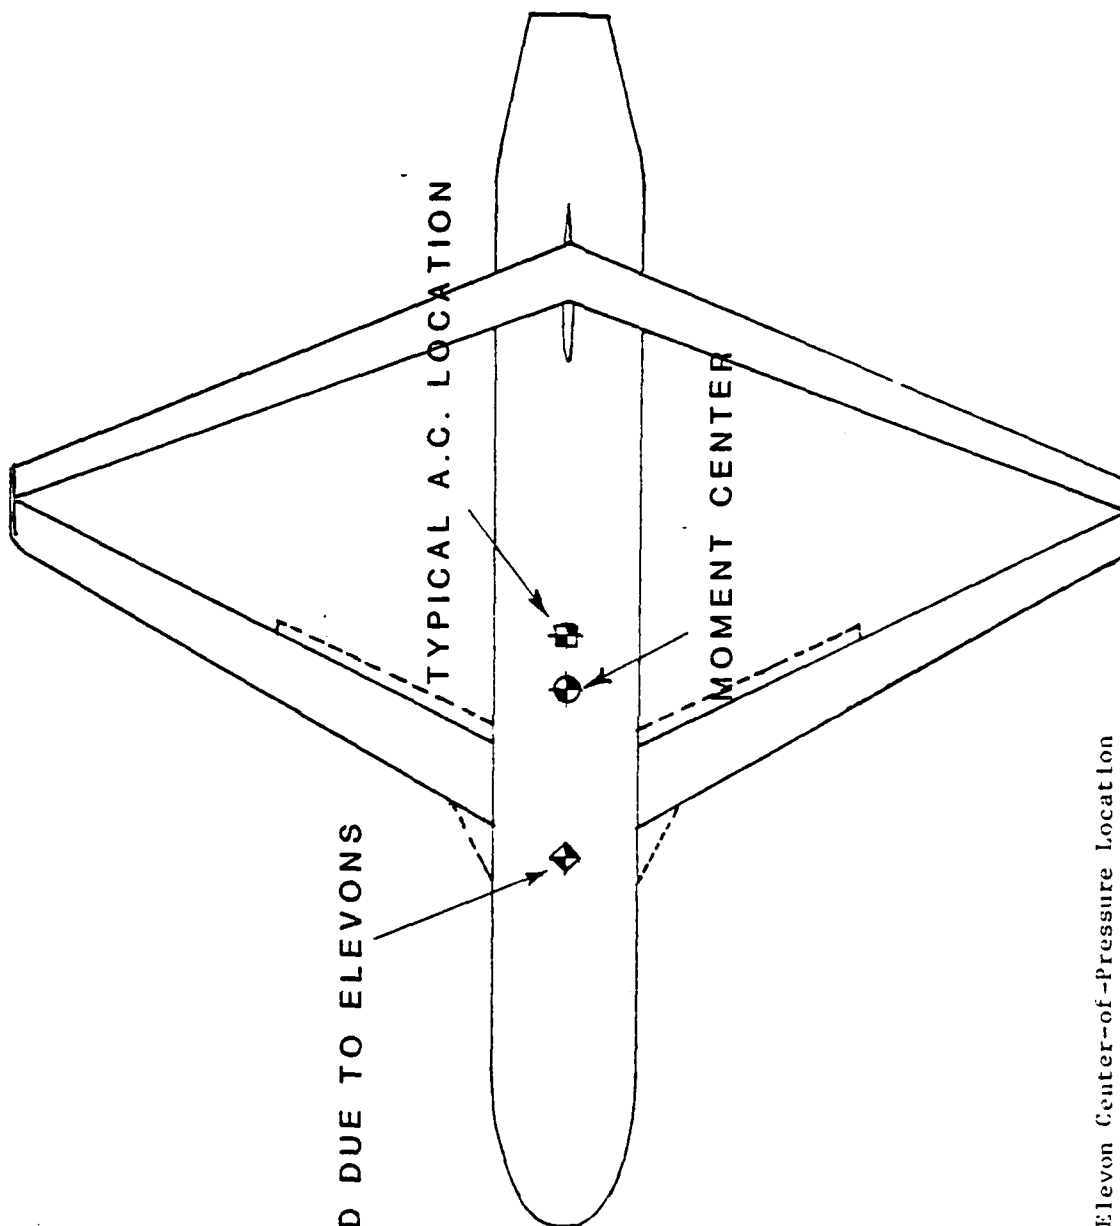 D DUE TO ELEVONS
TYPICAL A.C. LOCATION
MOMENT CENTER
Elevon Center-of-Pressure Location